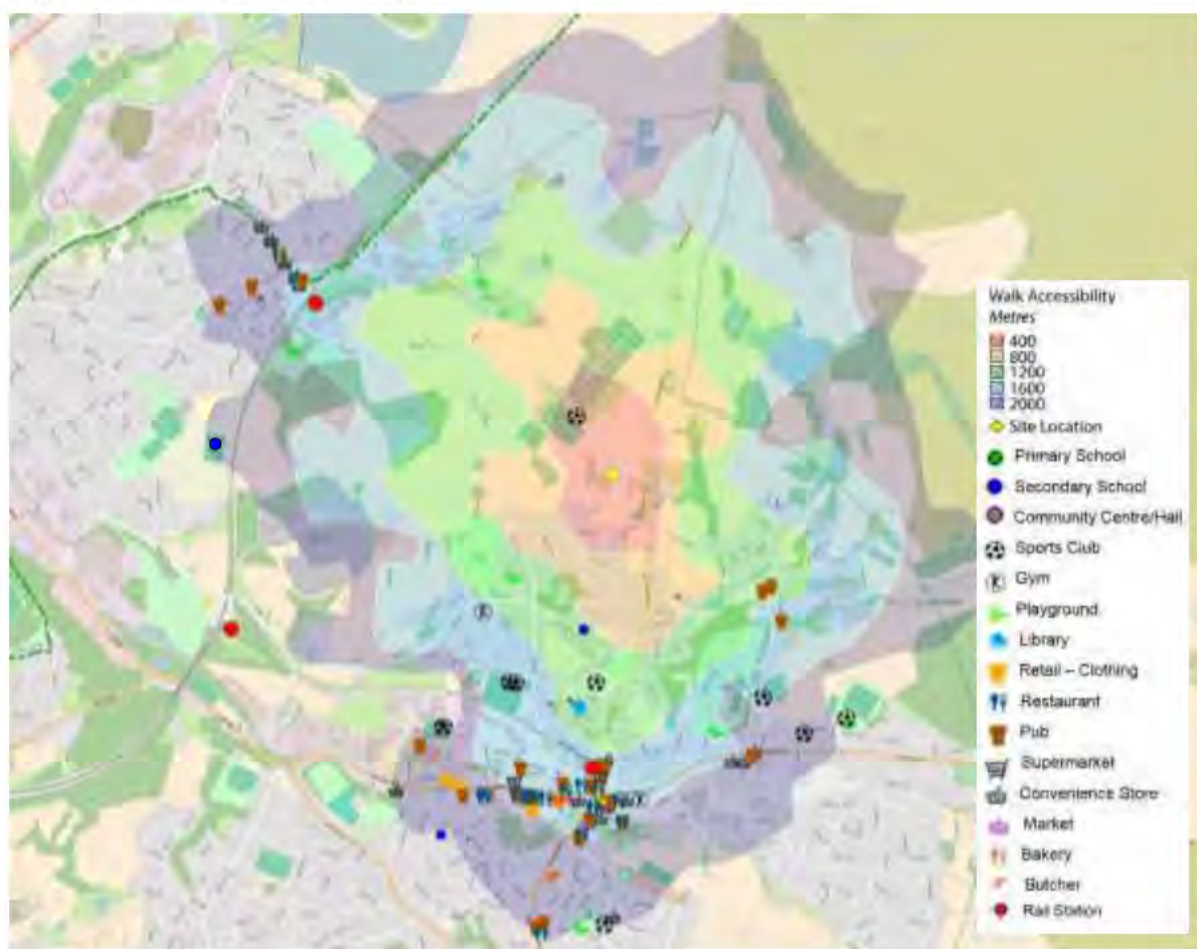 Walk Accessibility
Metres
400
800
1200
1600
2000
Site Location
Primary School
Secondary School
Community Centre/Hall
Sports Club
Gym
Playground
Library
Retail – Clothing
Restaurant
Pub
Supermarket
Convenience Store
Market
Bakery
Butcher
Rail Station